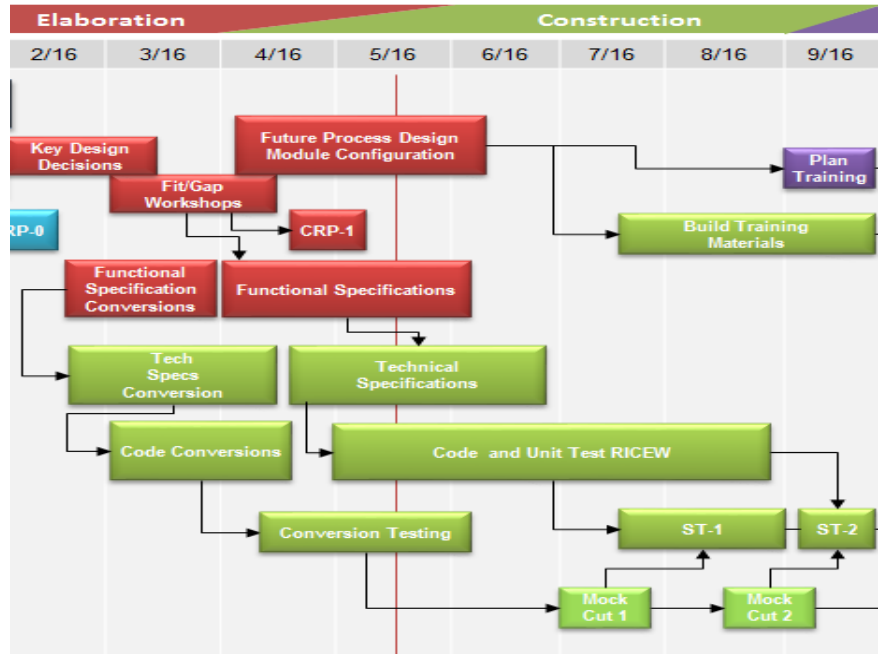 Elaboration
Construction
2/16
3/16
4/16
5/16
6/16
7/16
8/16
9/16
Key Design
Decisions
Future Process Design
Module Configuration
Plan
Training
Fit/Gap
Workshops
RP-0
CRP-1
Build Training
Materials
Functional
Specification
Conversions
Functional Specifications
Tech
Specs
Conversion
Technical
Specifications
Code Conversions
Code and Unit Test RICEW
Conversion Testing
ST-1
ST-2
Mock
Cut 1
Mock
Cut 2